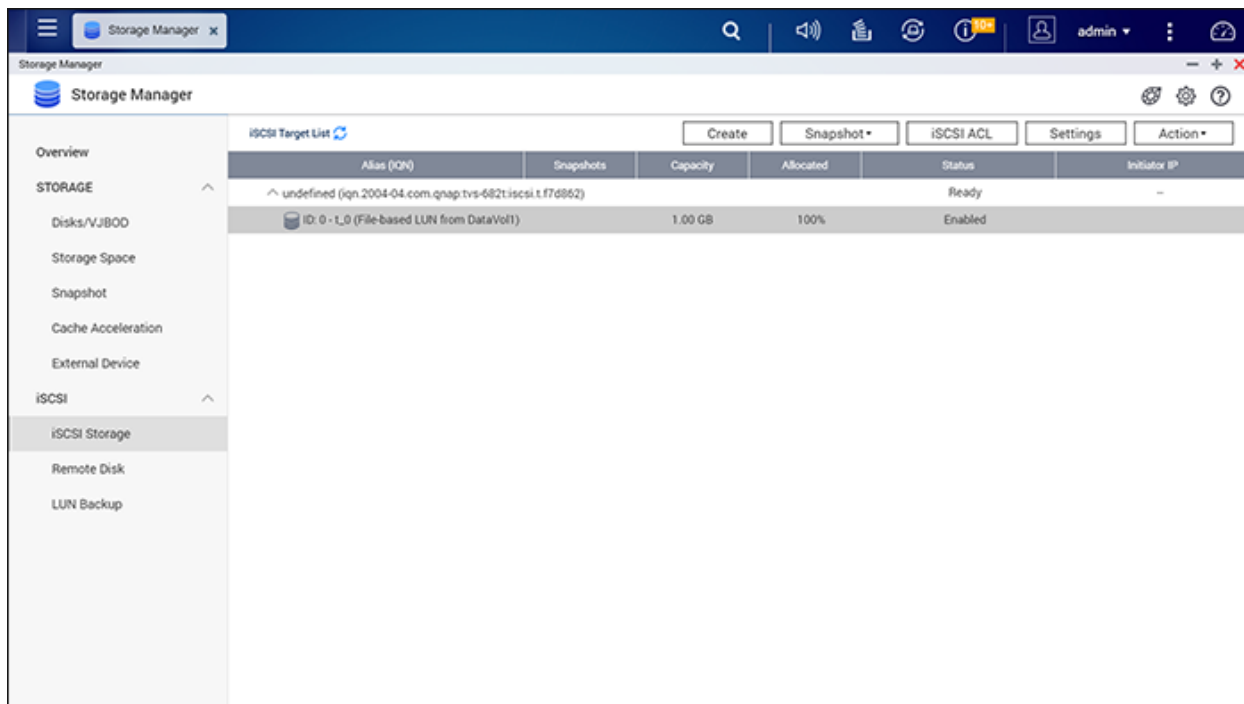 Storage Manager x
10+
admin
Storage Manager
Storage Manager
iSCSI Target List
Create
Snapshot
iSCSI ACL
Settings
Action
Overview
STORAGE
Disks/VJBOD
Storage Space
Snapshot
Cache Acceleration
External Device
iSCSI
iSCSI Storage
Remote Disk
LUN Backup
Alias (IQN) Snapshots Capacity Allocated Status Initiator IP
undefined (iqn.2004-04.com.qnap:tvs-682t:iscsi.t.f7d862) Ready --
ID: 0 - t_0 (File-based LUN from DataVol1) 1.00 GB 100% Enabled